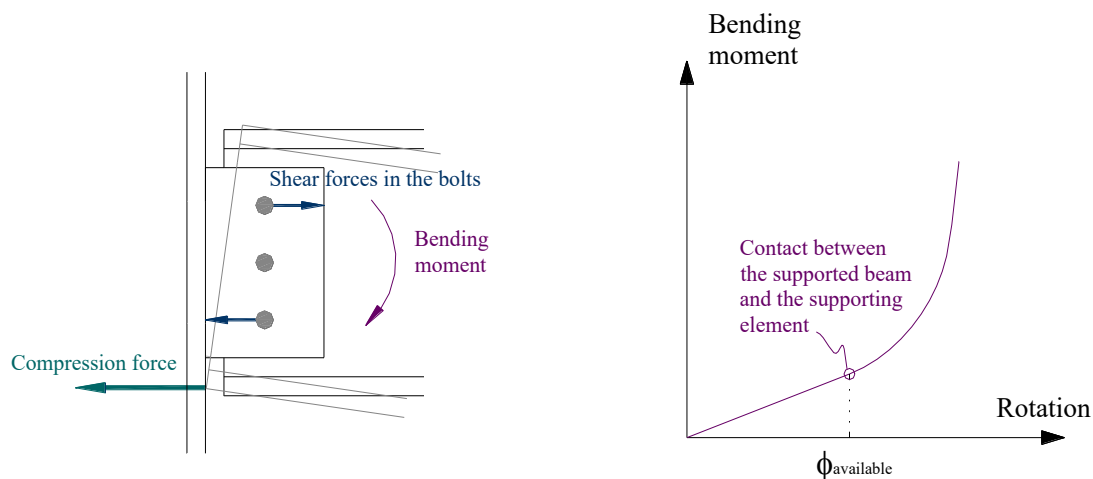 Shear forces in the bolts
Bending
moment
Compression force
Bending
moment
Contact between
the supported beam
and the supporting
element
Rotation
ϕavailable